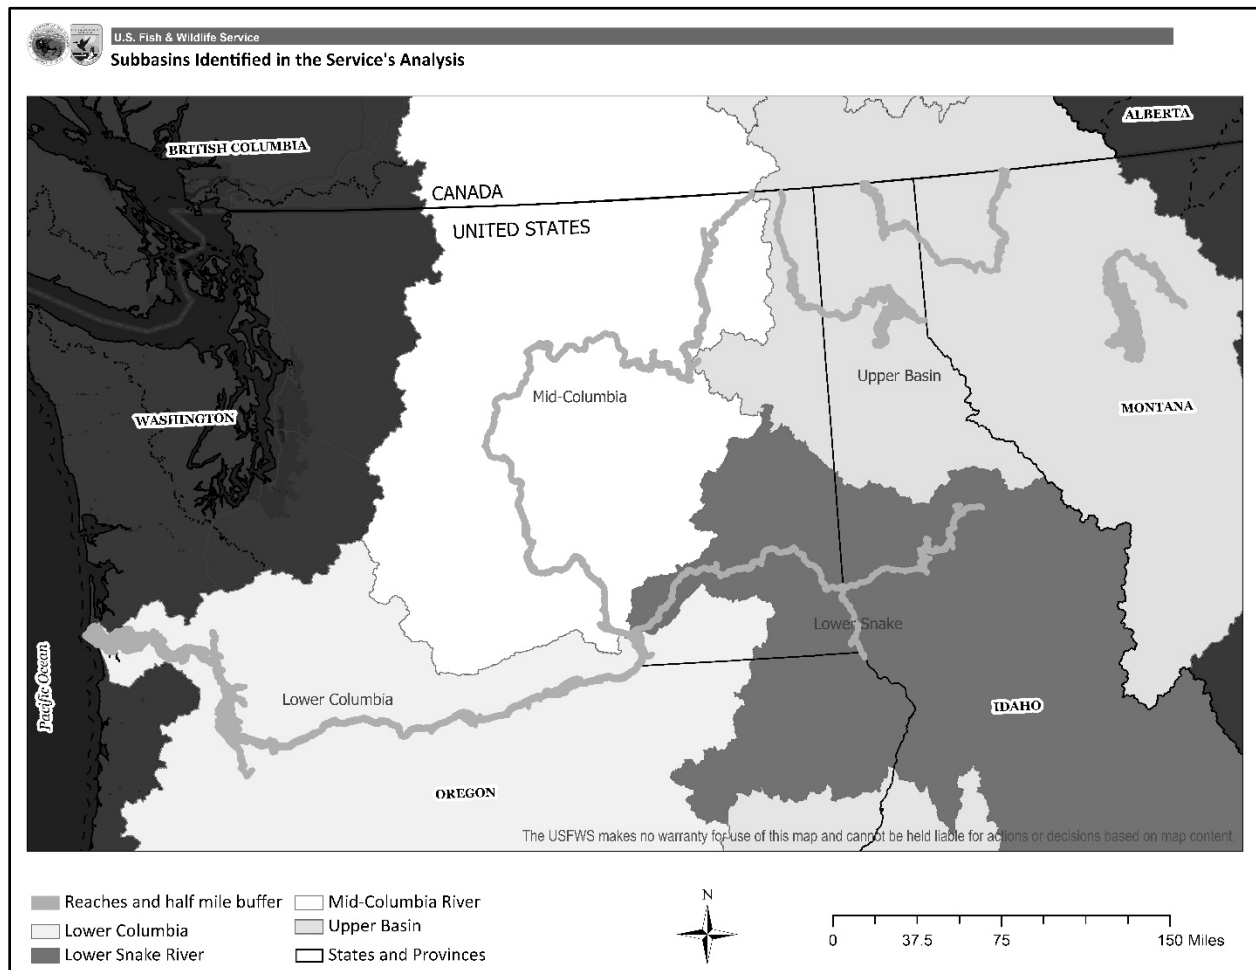 U.S. Fish & Wildlife Service
Subbasins Identified in the Service's Analysis
ALBERTA
BRITISH COLUMBIA
CANADA
UNITED STATES
Upper Basin
Mid-Columbia
MONTANA
WASHINGTON
Lower Snake
Pacific Ocean
Lower Columbia
IDAHO
OREGON
The USFWS makes no warranty for use of this map and cannot be held liable for actions or decisions based on map content.
Reaches and half mile buffer
Lower Columbia
Lower Snake River
Mid-Columbia River
Upper Basin
States and Provinces
N
0 37.5 75 150 Miles